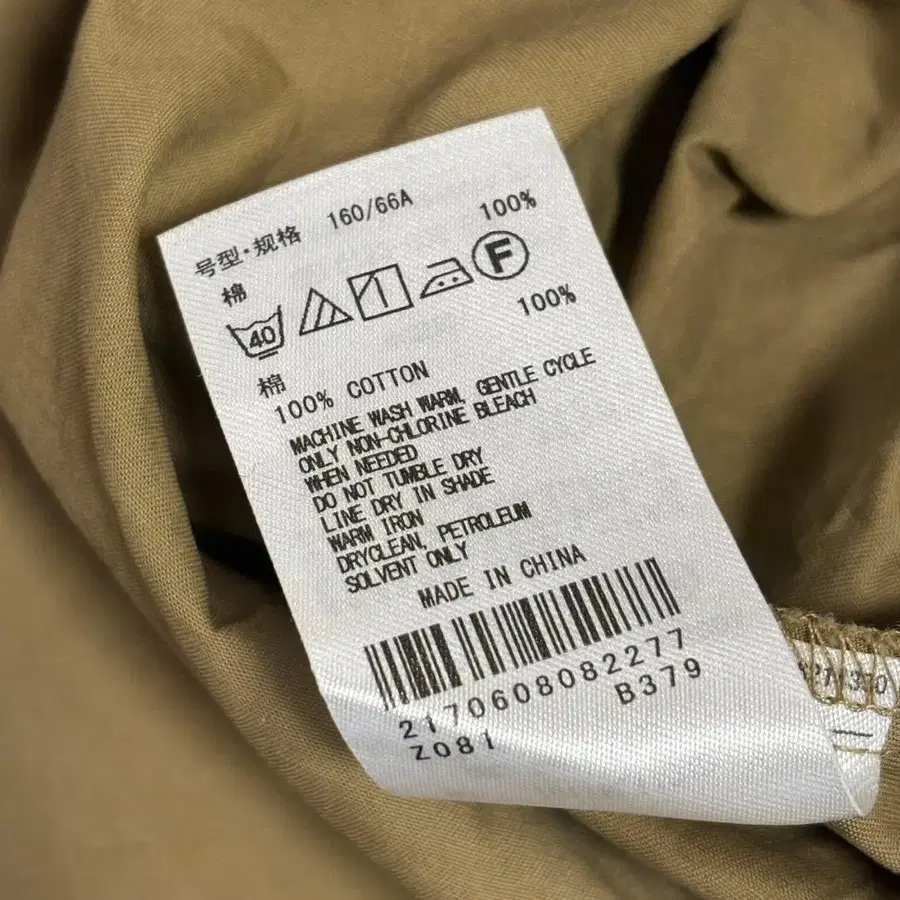 号型·规格 160/66A
棉 100%
40 F
棉 100%
100% COTTON
MACHINE WASH WARM, GENTLE CYCLE
ONLY NON-CHLORINE BLEACH
WHEN NEEDED
DO NOT TUMBLE DRY
LINE DRY IN SHADE
WARM IRON
DRYCLEAN, PETROLEUM
SOLVENT ONLY
MADE IN CHINA
2170608082277
Z081 B379